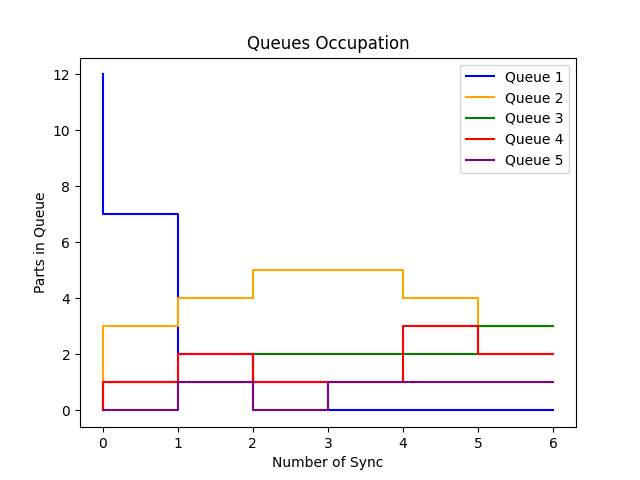 Queues Occupation
Queue 1
Queue 2
Queue 3
Queue 4
Queue 5
Parts in Queue
12
10
8
6
4
2
0
0 1 2 3 4 5 6
Number of Sync